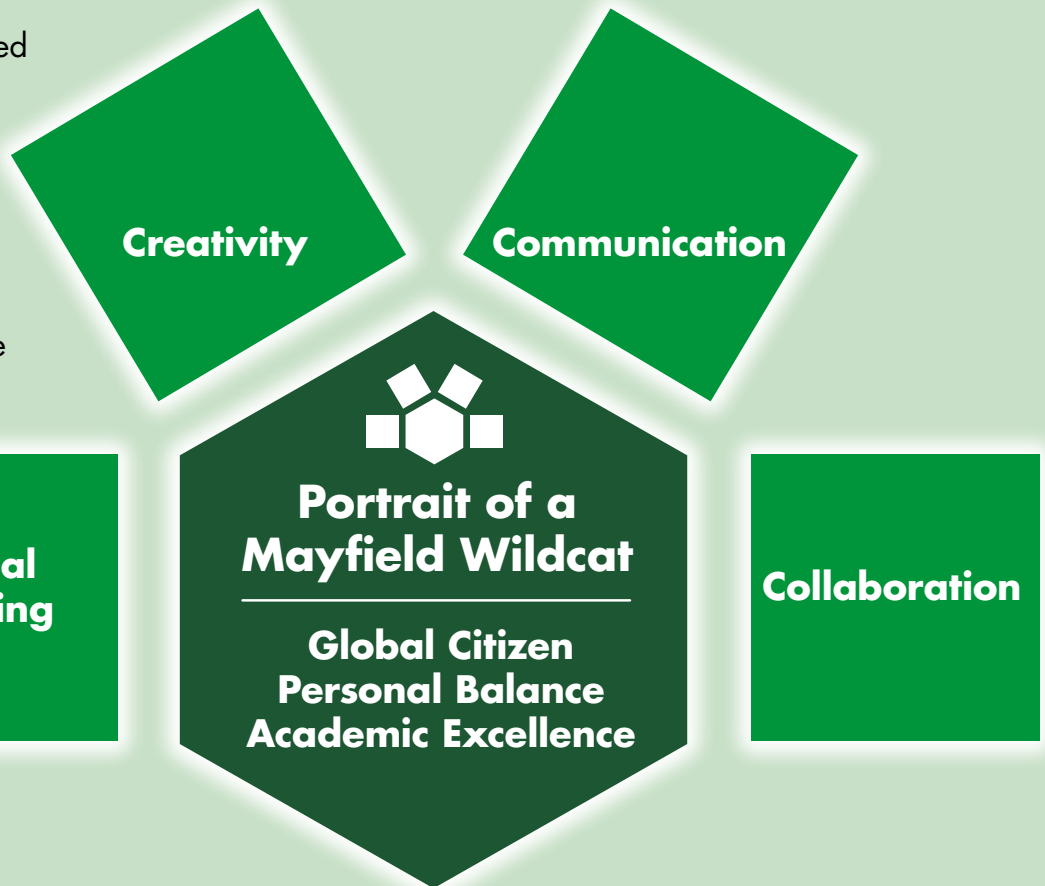 Creativity
Communication
Portrait of a
Mayfield Wildcat
Global Citizen
Personal Balance
Academic Excellence
Collaboration